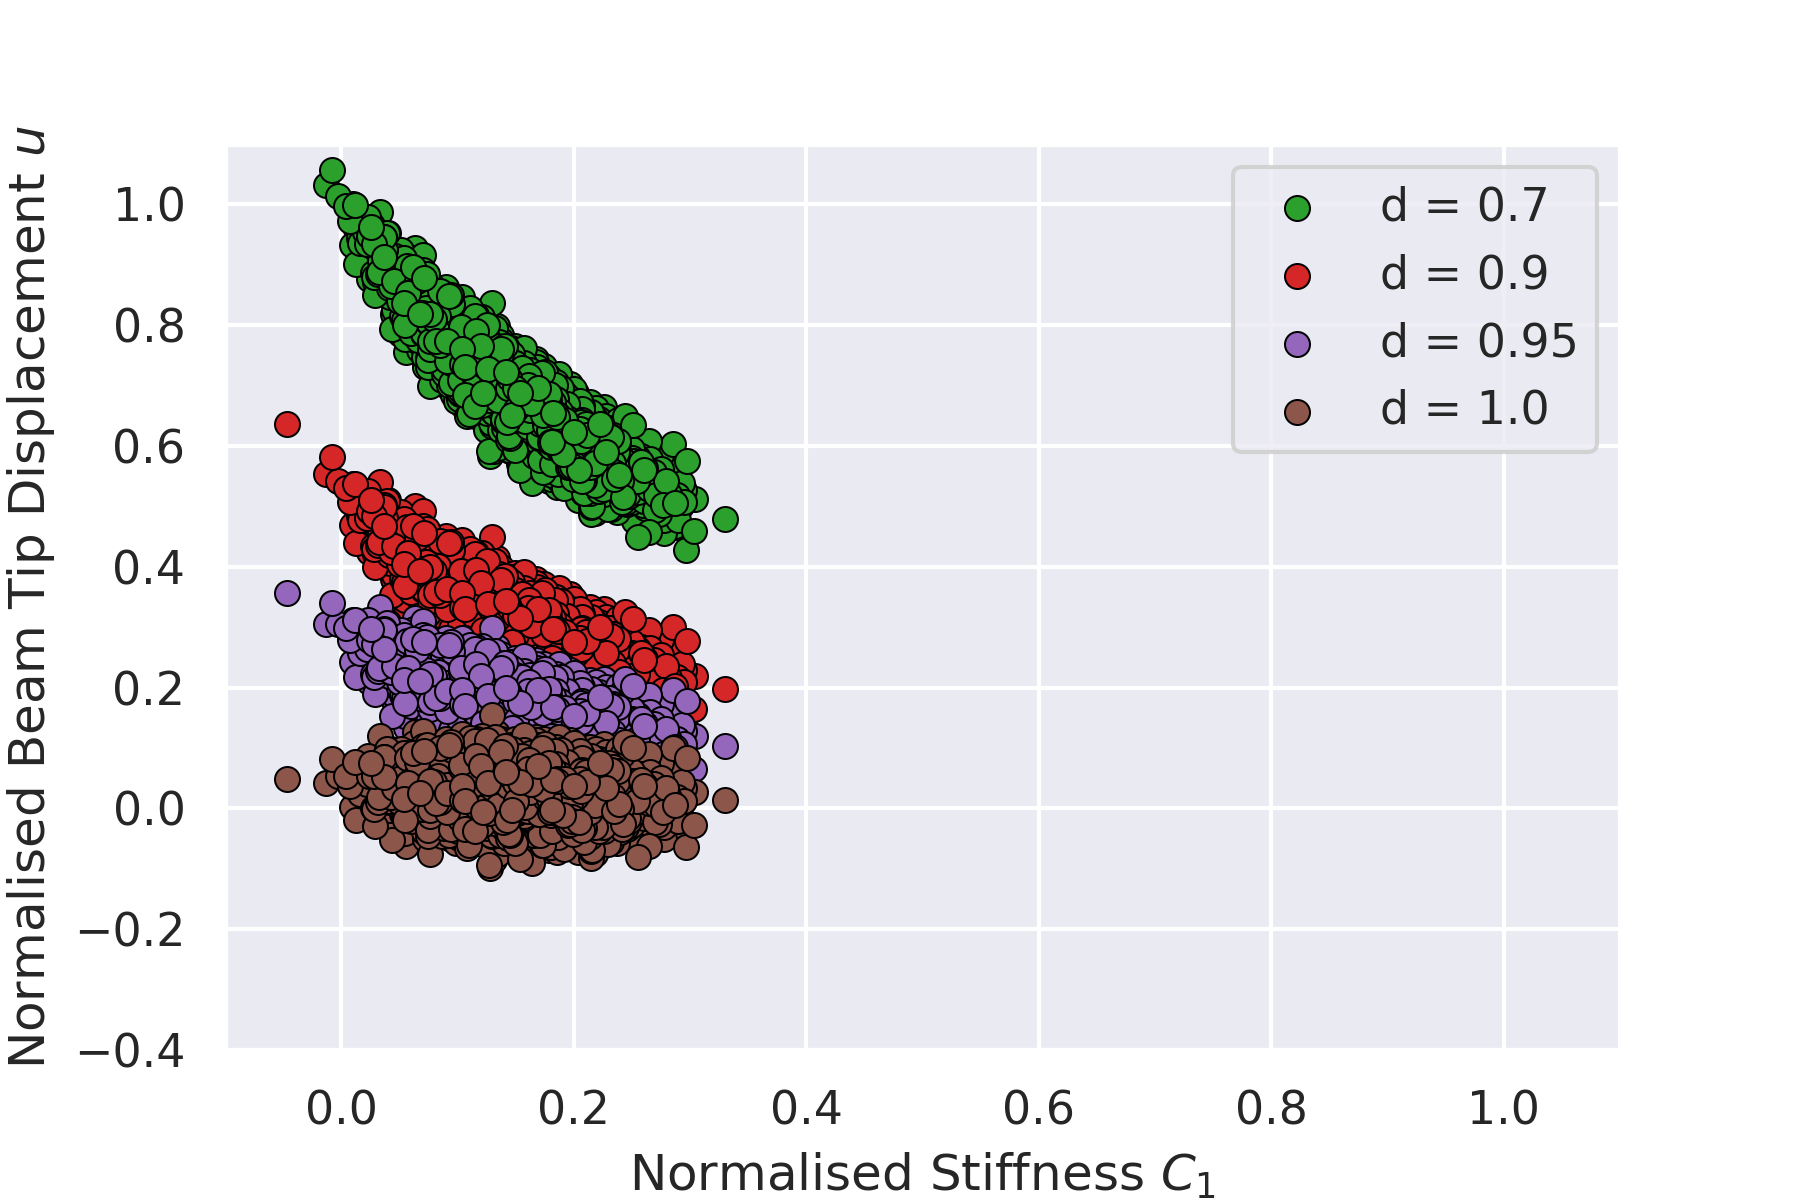 Normalised Beam Tip Displacement u
1.0
0.8
0.6
0.4
0.2
0.0
−0.2
−0.4
d = 0.7
d = 0.9
d = 0.95
d = 1.0
0.0 0.2 0.4 0.6 0.8 1.0
Normalised Stiffness C₁